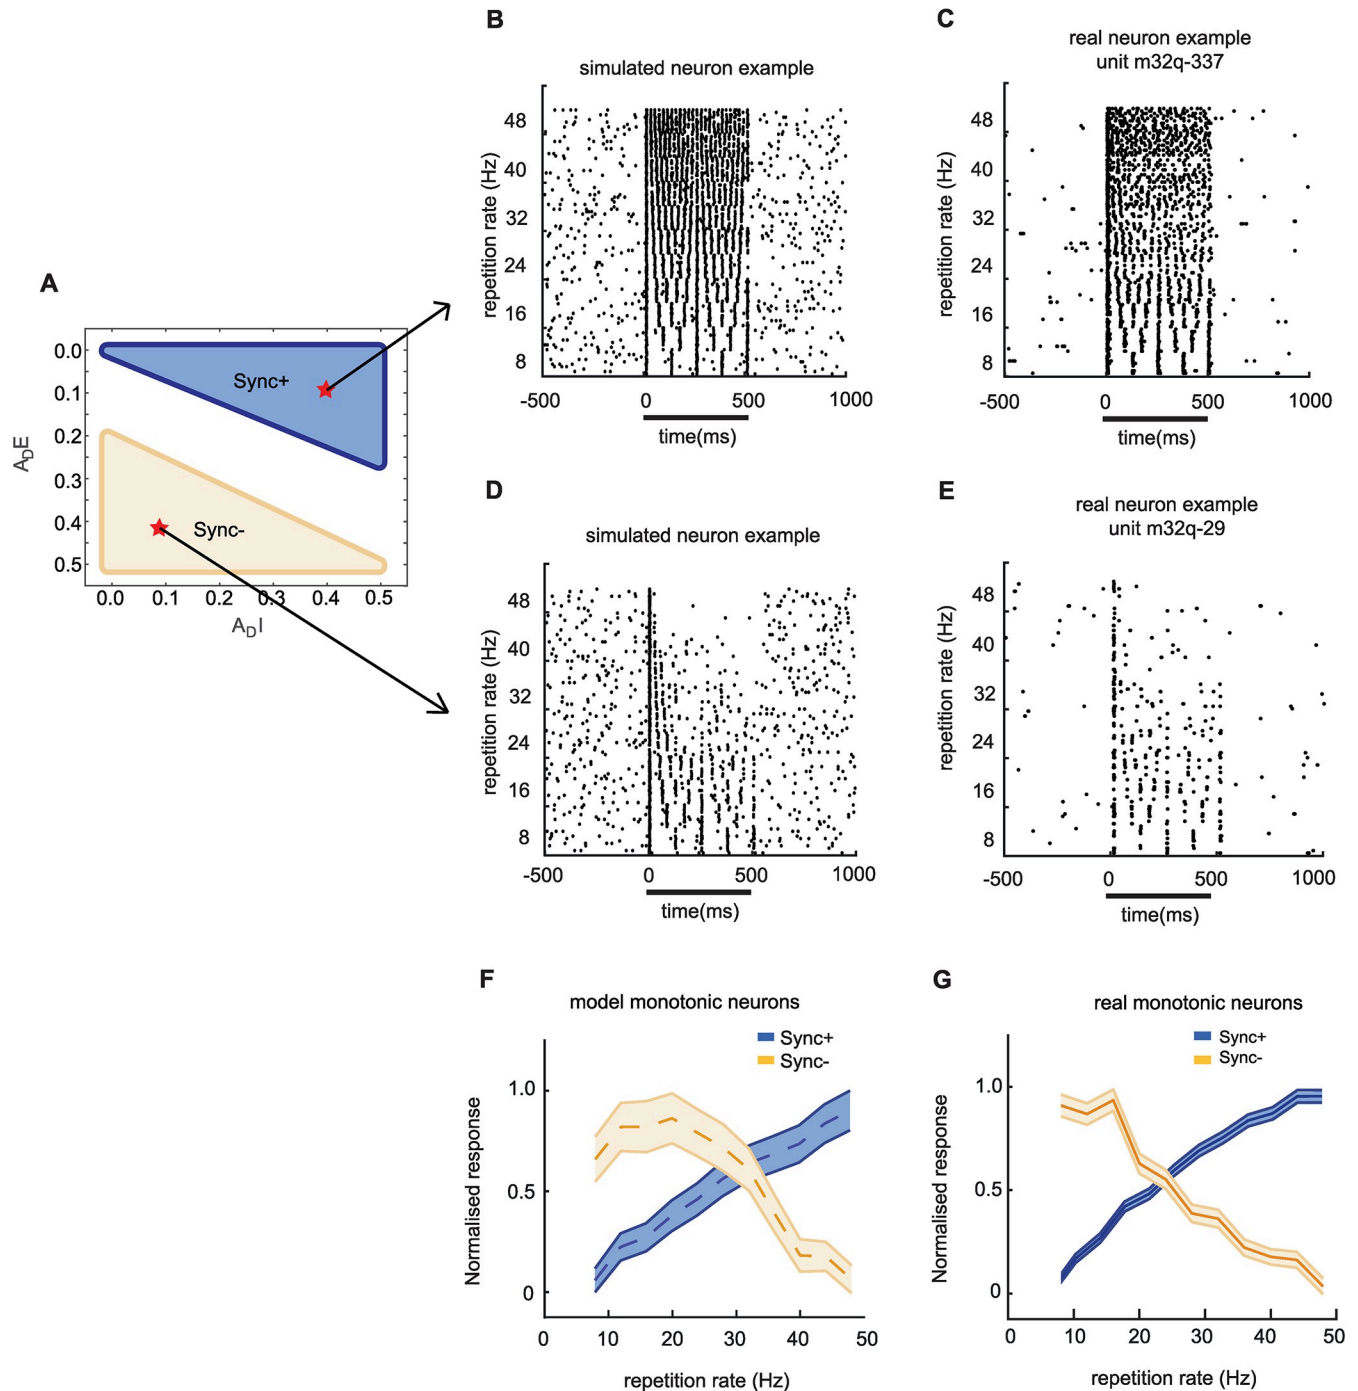 A
0.0
0.1
0.2
0.3
0.4
0.5
A_DE
Sync+
Sync-
0.0 0.1 0.2 0.3 0.4 0.5
A_DI
B
simulated neuron example
48
40
32
24
16
8
repetition rate (Hz)
-500 0 500 1000
time(ms)
C
real neuron example
unit m32q-337
48
40
32
24
16
8
repetition rate (Hz)
-500 0 500 1000
time(ms)
D
simulated neuron example
48
40
32
24
16
8
repetition rate (Hz)
-500 0 500 1000
time(ms)
E
real neuron example
unit m32q-29
48
40
32
24
16
8
repetition rate (Hz)
-500 0 500 1000
time(ms)
F
model monotonic neurons
Sync+
Sync-
1.0
0.5
0
Normalised response
0 10 20 30 40 50
repetition rate (Hz)
G
real monotonic neurons
Sync+
Sync-
1.0
0.5
0
Normalised response
0 10 20 30 40 50
repetition rate (Hz)